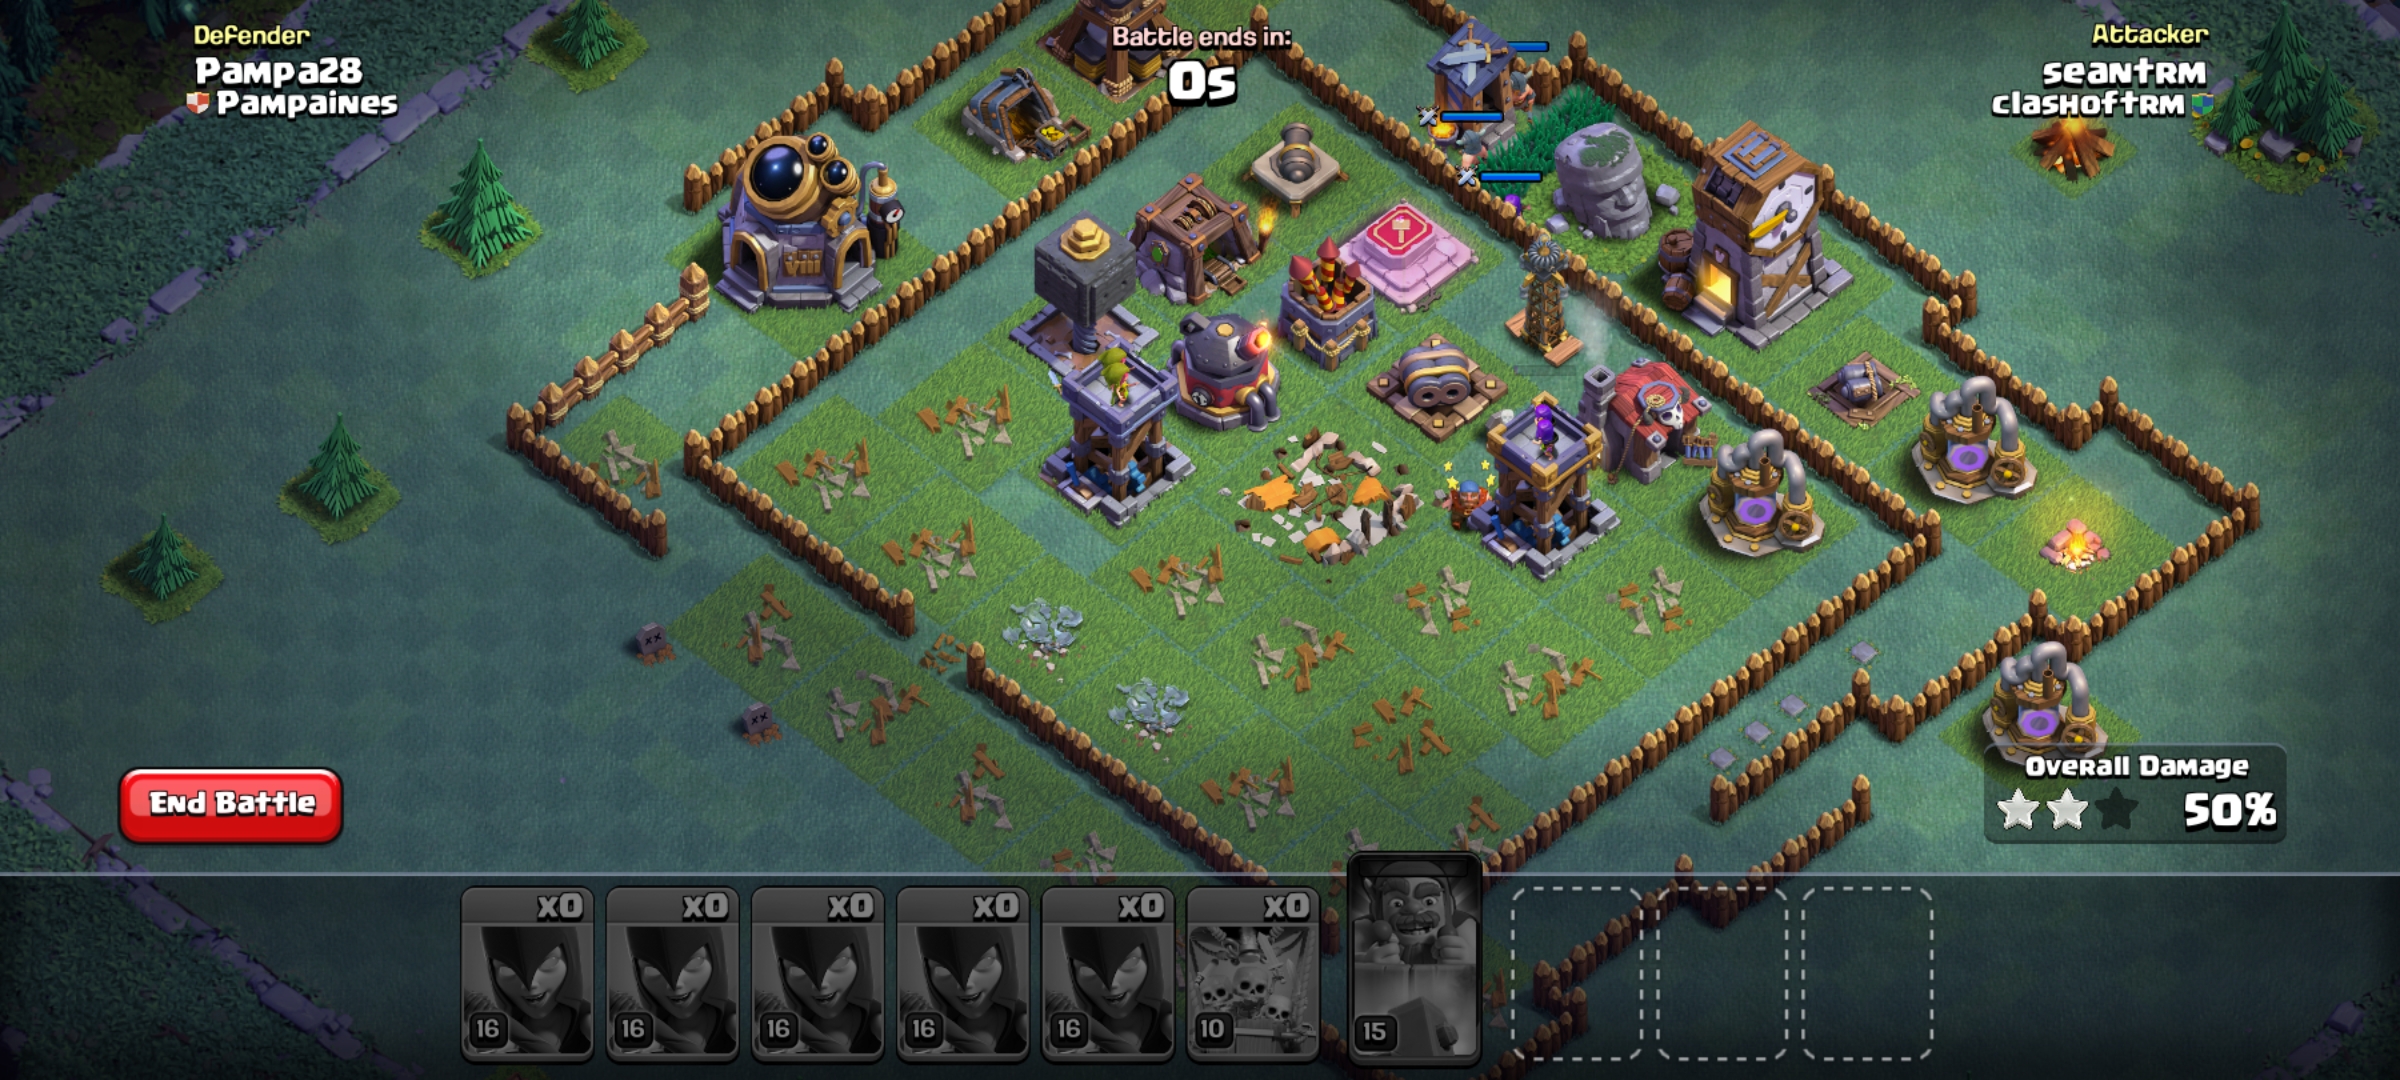 Defender
Pampa28
Pampaines
Battle ends in:
0s
Attacker
seantRM
clashoftRM
VIII
End Battle
Overall Damage
50%
x0
x0
x0
x0
x0
x0
16
16
16
16
16
10
15